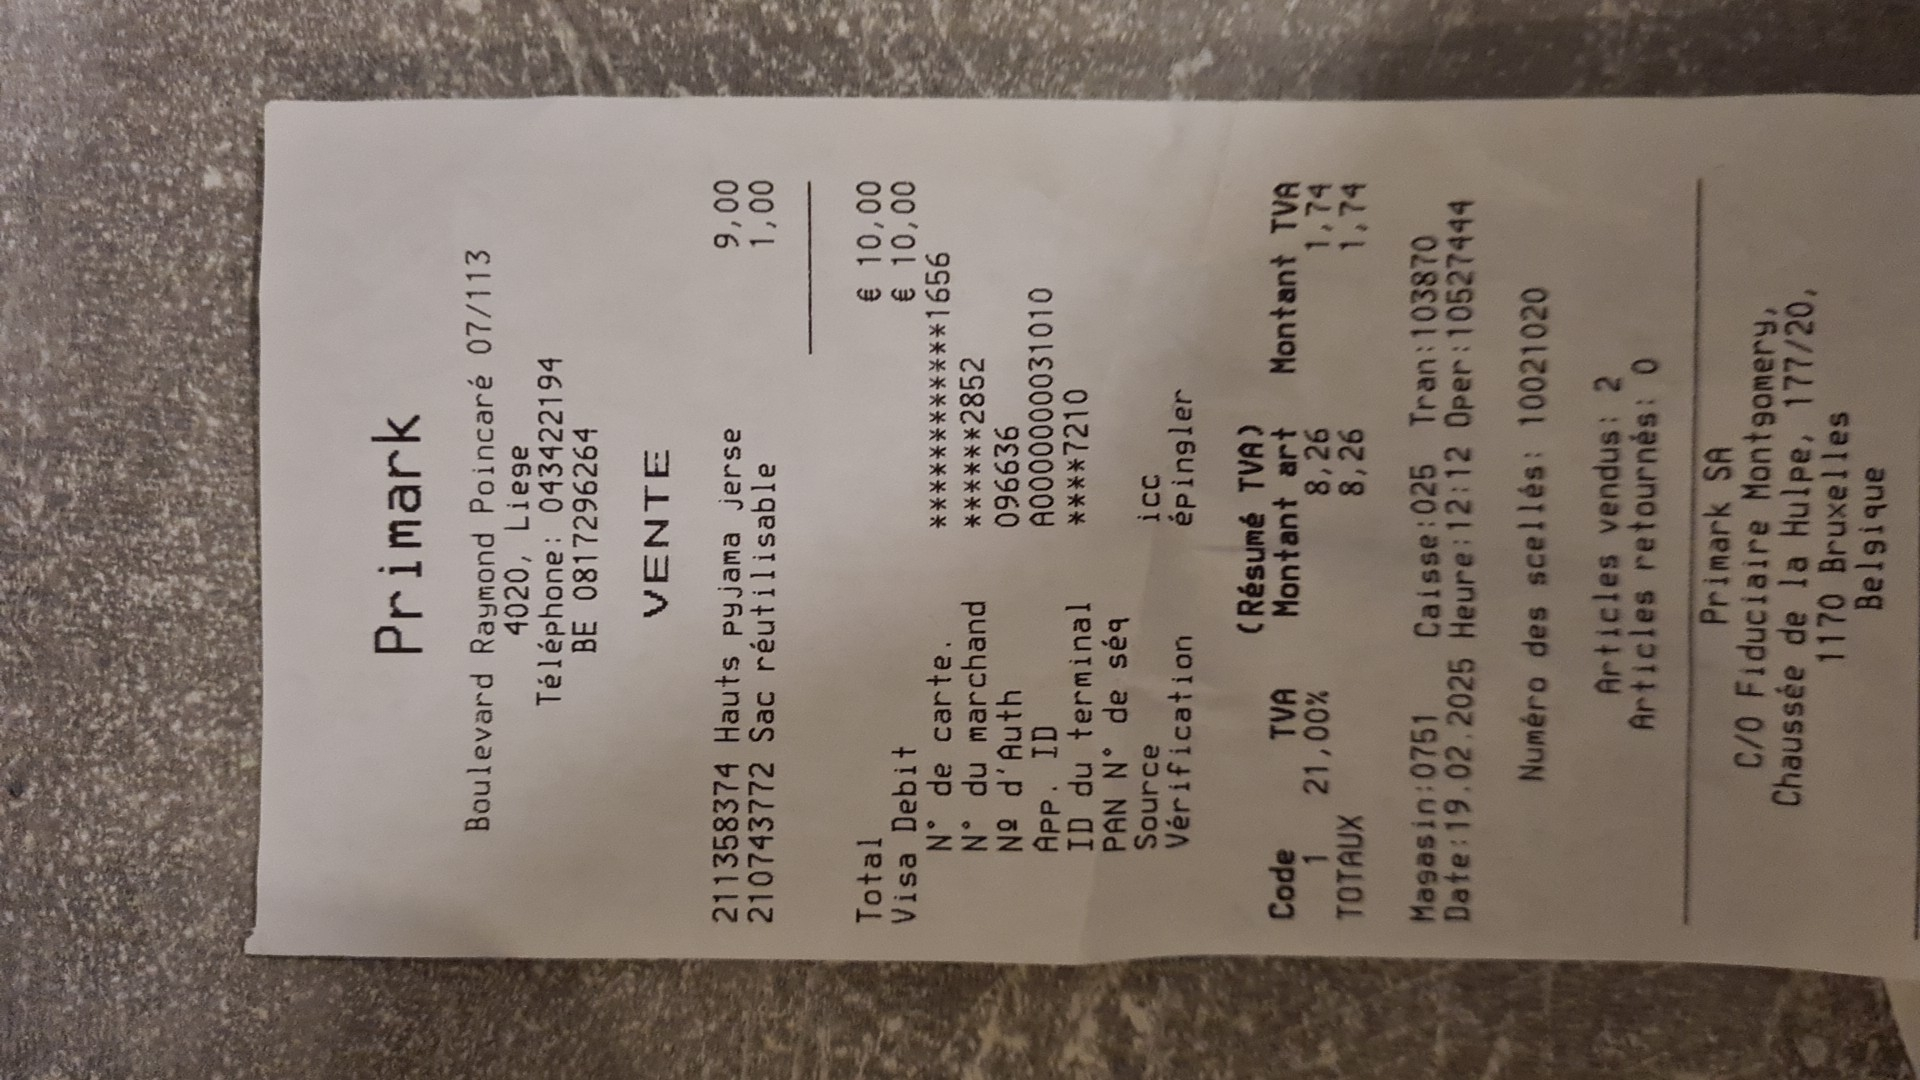 Primark
Boulevard Raymond Poincaré 07/113
4020, Liege
Téléphone: 043422194
BE 0817296264
VENTE
211358374 Hauts pyjama jerse 9,00
210743772 Sac réutilisable 1,00
Total € 10,00
Visa Debit € 10,00
N° de carte. ************1656
N° du marchand ******2852
Nº d'Auth 096636
App. ID A0000000031010
ID du terminal ****7210
PAN N° de séq
Source icc
Vérification épingler
(Résumé TVA)
Code TVA Montant art Montant TVA
1 21,00% 8,26 1,74
TOTAUX 8,26 1,74
Magasin:0751 Caisse:025 Tran:103870
Date:19.02.2025 Heure:12:12 Oper:10527444
Numéro des scellés: 10021020
Articles vendus: 2
Articles retournés: 0
Primark SA
C/O Fiduciaire Montgomery,
Chaussée de la Hulpe, 177/20,
1170 Bruxelles
Belgique